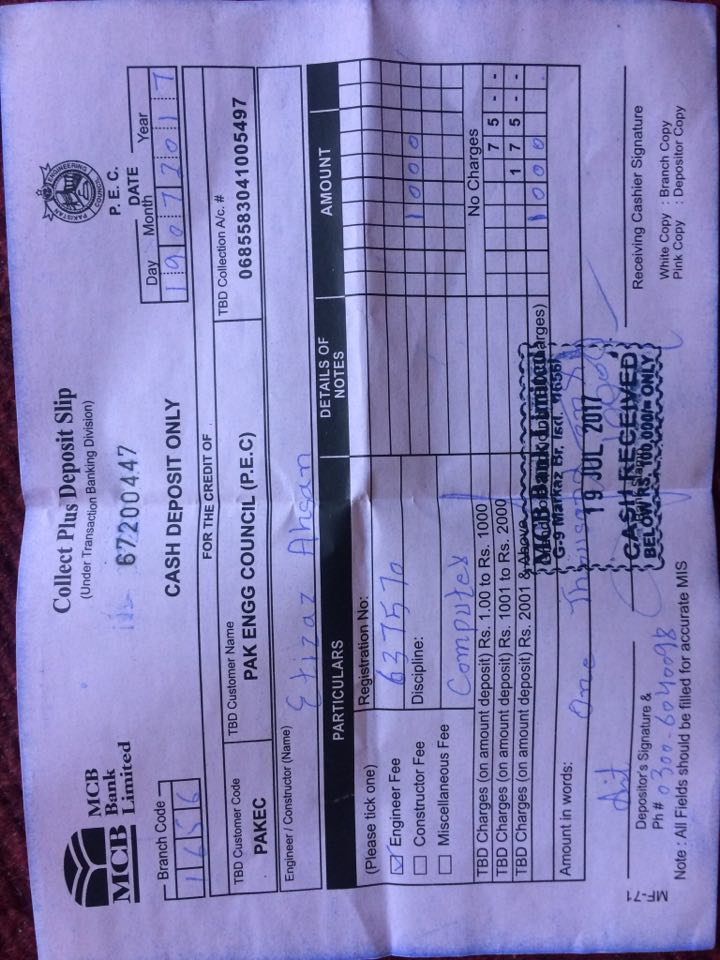 MCB
MCB
Bank
Limited
Collect Plus Deposit Slip
(Under Transaction Banking Division)
67200447
CASH DEPOSIT ONLY
PAKISTAN ENGINEERING COUNCIL
P. E. C.
DATE
Day Month Year
19 07 2017
Branch Code
1656
FOR THE CREDIT OF
TBD Customer Code
PAKEC
TBD Customer Name
PAK ENGG COUNCIL (P.E.C)
TBD Collection A/c. #
0685583041005497
Engineer / Constructor (Name) Etizaz Ahsan
PARTICULARS DETAILS OF NOTES AMOUNT
(Please tick one) Registration No:
Engineer Fee 637570
Constructor Fee Discipline: 1000
Miscellaneous Fee Computer
TBD Charges (on amount deposit) Rs. 1.00 to Rs. 1000 No Charges
TBD Charges (on amount deposit) Rs. 1001 to Rs. 2000 75--
TBD Charges (on amount deposit) Rs. 2001 & Above 175--
charges) 1000
Amount in words: One Thousand only
MCB Bank Limited
G-9 Markaz Br. Isd.
19 JUL 2017
CASH RECEIVED
BELOW RS. 100,000/= ONLY
Depositor's Signature &
Ph # 0300-6040098
Receiving Cashier Signature
Note : All Fields should be filled for accurate MIS
White Copy : Branch Copy
Pink Copy : Depositor Copy
MF-71